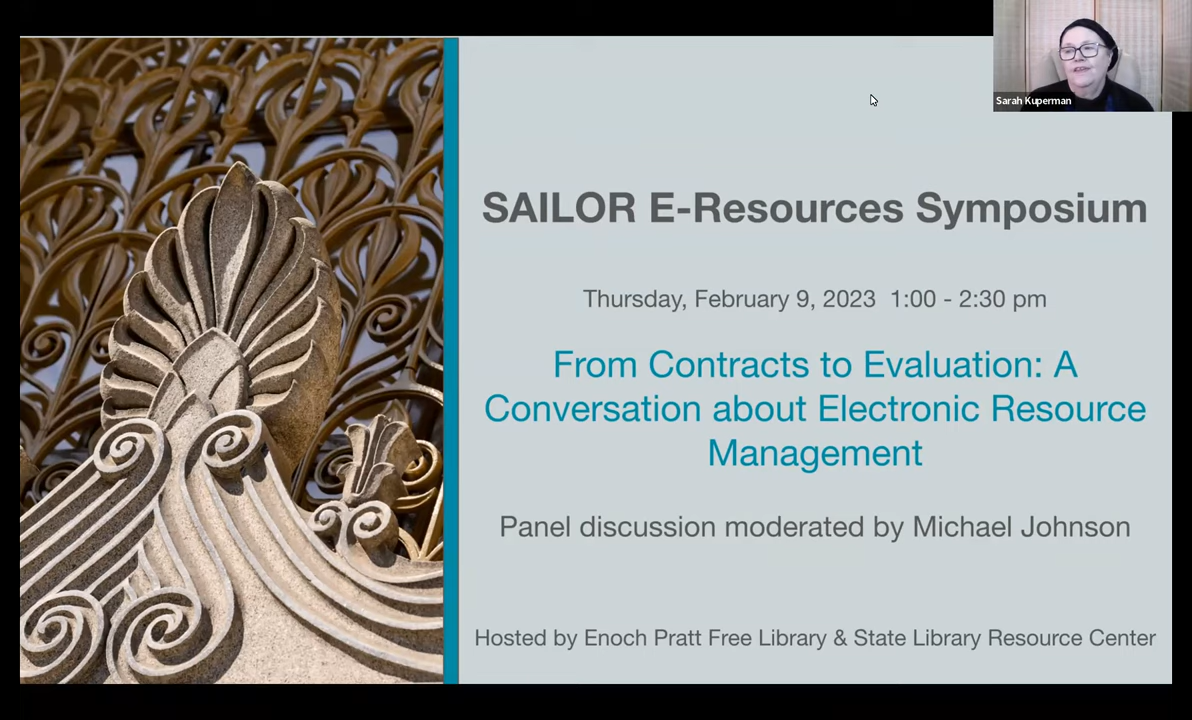 Sarah Kuperman
SAILOR E-Resources Symposium
Thursday, February 9, 2023 1:00 - 2:30 pm
From Contracts to Evaluation: A
Conversation about Electronic Resource
Management
Panel discussion moderated by Michael Johnson
Hosted by Enoch Pratt Free Library & State Library Resource Center